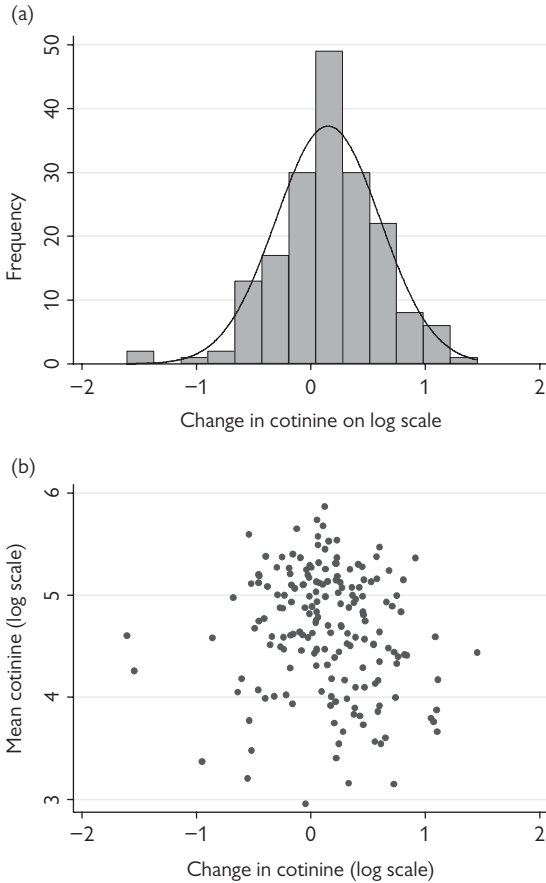 (a)
50
40
30
20
10
0
Frequency
−2 −1 0 1 2
Change in cotinine on log scale
(b)
6
5
4
3
Mean cotinine (log scale)
−2 −1 0 1 2
Change in cotinine (log scale)